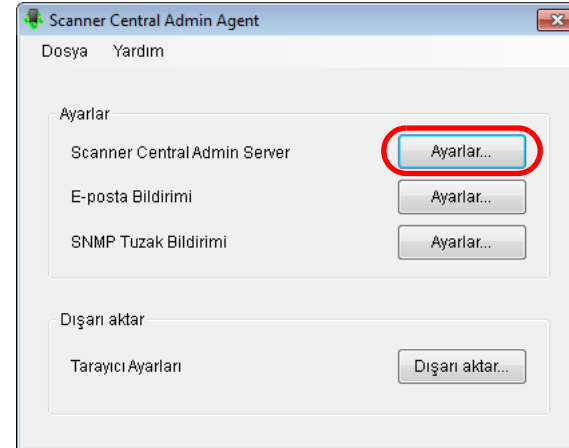 Scanner Central Admin Agent
Dosya Yardım
Ayarlar
Scanner Central Admin Server Ayarlar...
E-posta Bildirimi Ayarlar...
SNMP Tuzak Bildirimi Ayarlar...
Dışarı aktar
Tarayıcı Ayarları Dışarı aktar...